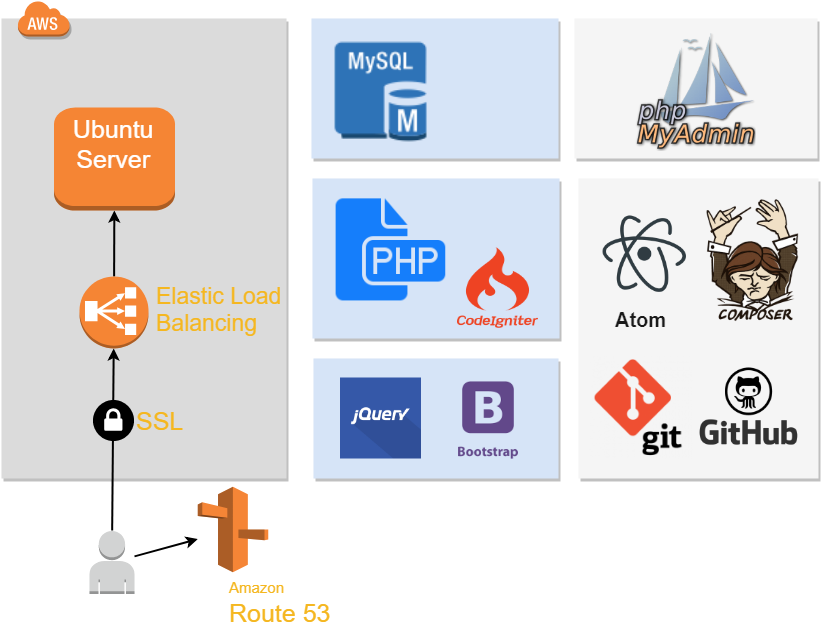 AWS
Ubuntu
Server
Elastic Load
Balancing
SSL
Amazon
Route 53
MySQL
M
PHP
CodeIgniter
jQuery
B
Bootstrap
php
MyAdmin
Atom
COMPOSER
git
GitHub